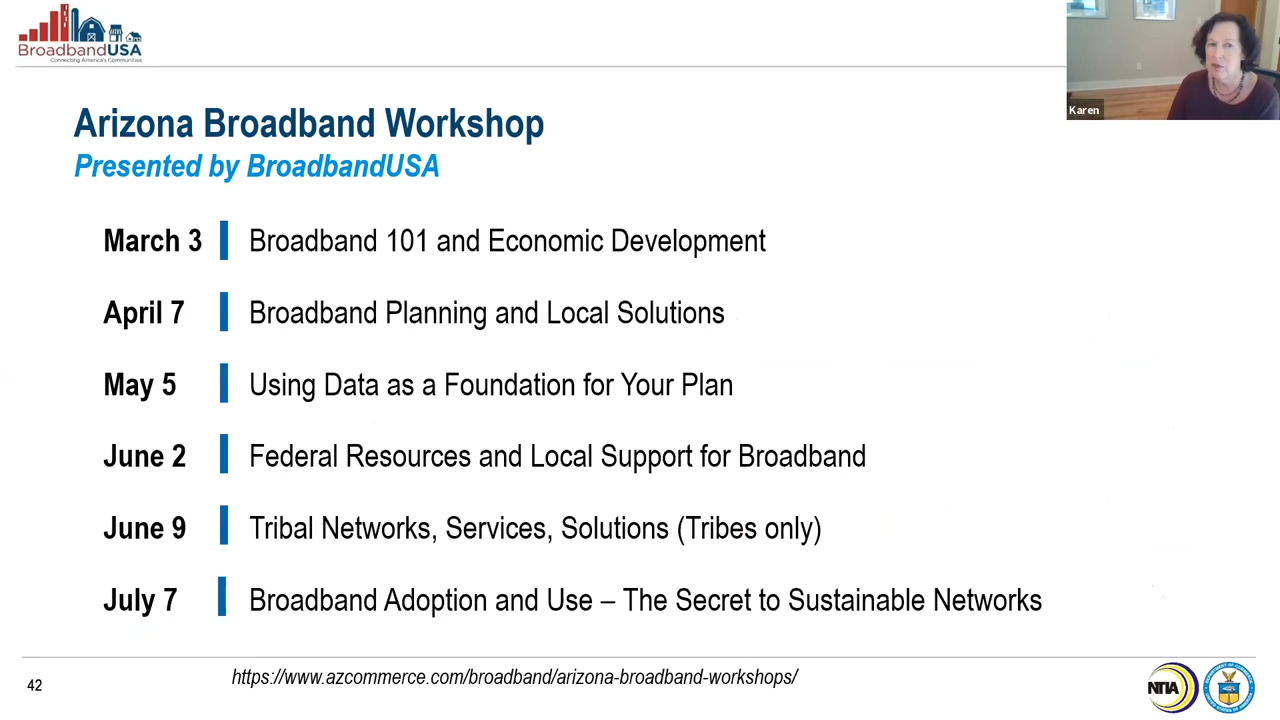 BroadbandUSA
Connecting America's Communities
Karen
Arizona Broadband Workshop
Presented by BroadbandUSA
March 3 Broadband 101 and Economic Development
April 7 Broadband Planning and Local Solutions
May 5 Using Data as a Foundation for Your Plan
June 2 Federal Resources and Local Support for Broadband
June 9 Tribal Networks, Services, Solutions (Tribes only)
July 7 Broadband Adoption and Use – The Secret to Sustainable Networks
42
https://www.azcommerce.com/broadband/arizona-broadband-workshops/
NTIA